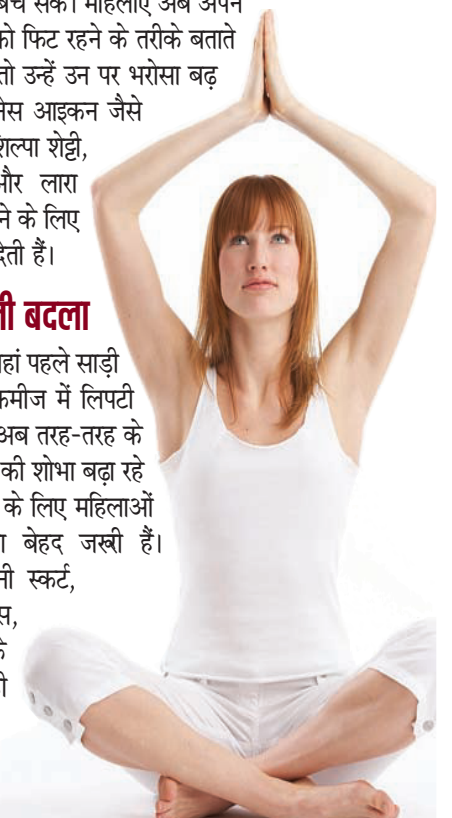 बच सकें। महिलाएं अब अपने
को फिट रहने के तरीके बताते
तो उन्हें उन पर भरोसा बढ़
आइकन जैसे
शेट्टी,
और लारा
ने के लिए
देती हैं।
बदला
पहले साड़ी
कमीज में लिपटी
अब तरह-तरह के
की शोभा बढ़ा रहे
के लिए महिलाओं
बेहद जरूरी हैं।
स्कर्ट,